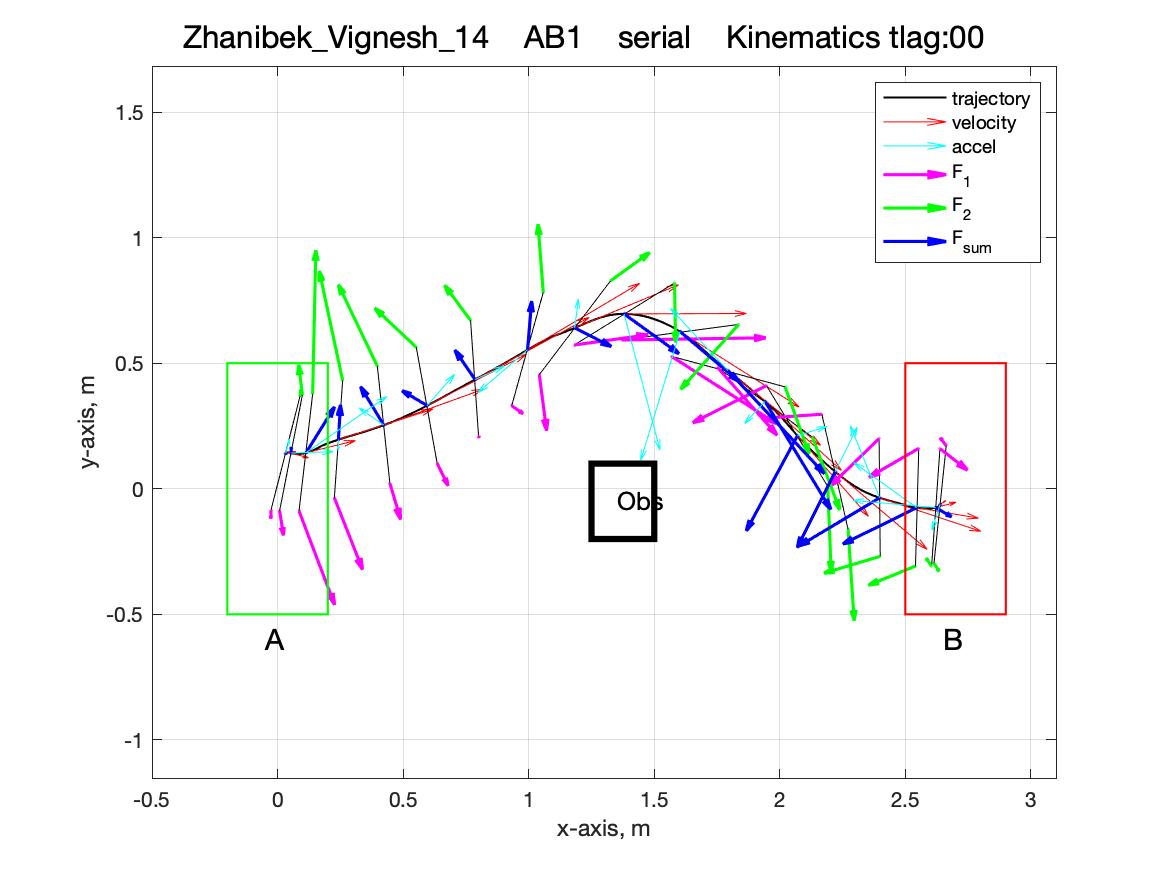 Zhanibek_Vignesh_14 AB1 serial Kinematics tlag:00
trajectory
velocity
accel
F1
F2
Fsum
1.5
1
0.5
0
-0.5
-1
y-axis, m
Obs
A
B
-0.5
0
0.5
1
1.5
2
2.5
3
x-axis, m